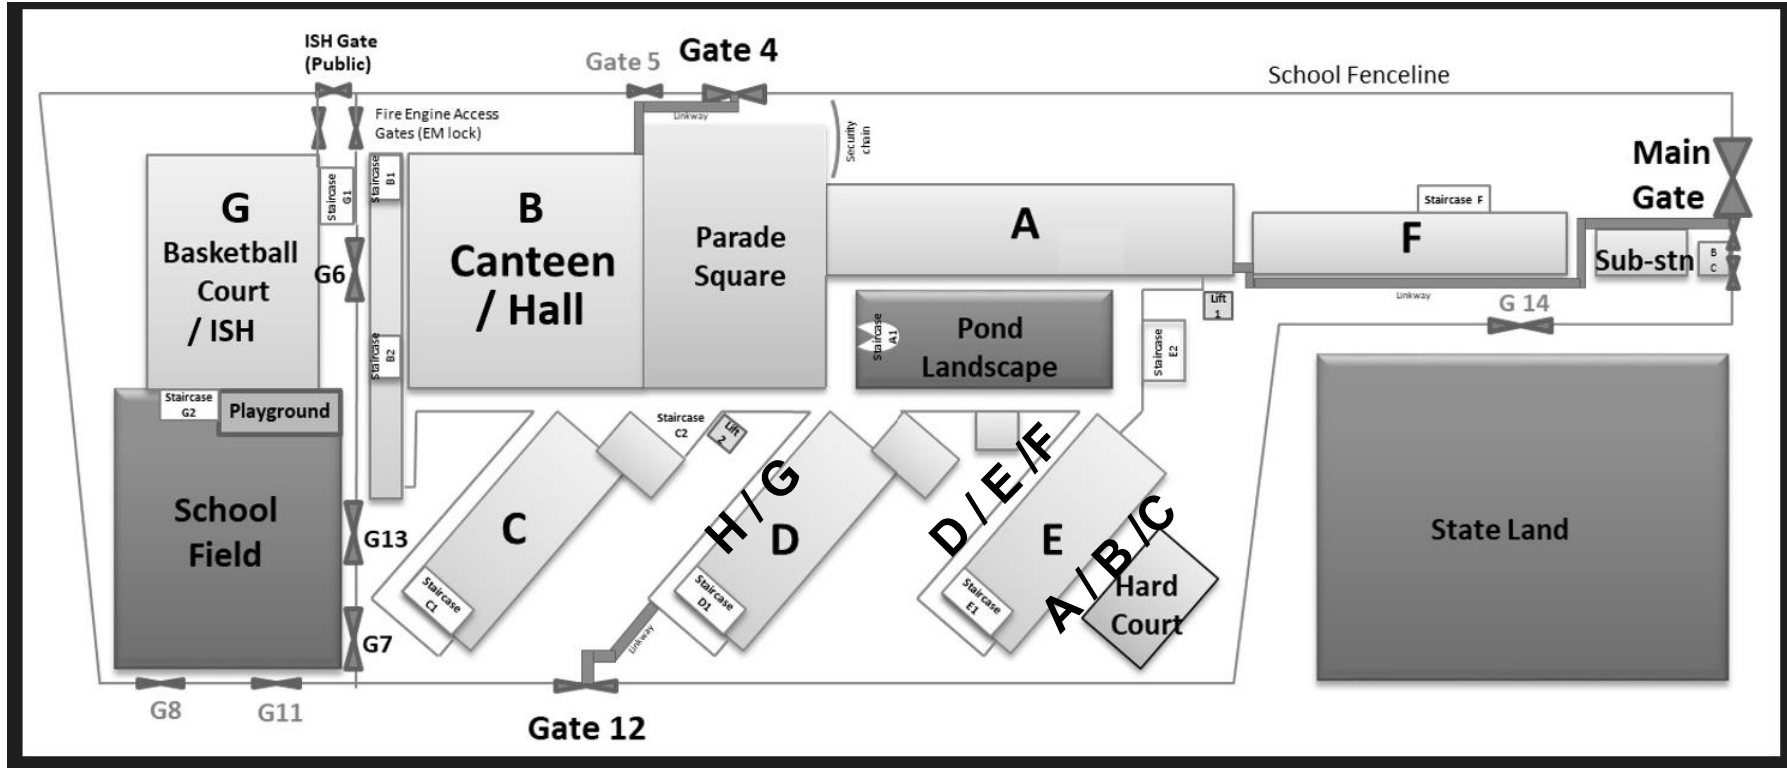 ISH Gate
(Public)
Gate 5
Gate 4
School Fenceline
Fire Engine Access
Gates (EM lock)
Linkway
Security
chain
Main
Gate
Staircase
B1
Staircase
G1
Staircase F
G
Basketball
Court
/ ISH
G6
B
Canteen
/ Hall
Parade
Square
A
F
Sub-stn
B
C
Linkway
G 14
Lift
1
Staircase
B2
Staircase
A1
Pond
Landscape
Staircase
E2
Staircase
G2
Playground
Staircase
C2
Lift
2
School
Field
G13
G7
C
Staircase
C1
H / G
D
Staircase
D1
Linkway
D / E /F
E
Staircase
E1
A / B /C
Hard
Court
State Land
G8
G11
Gate 12